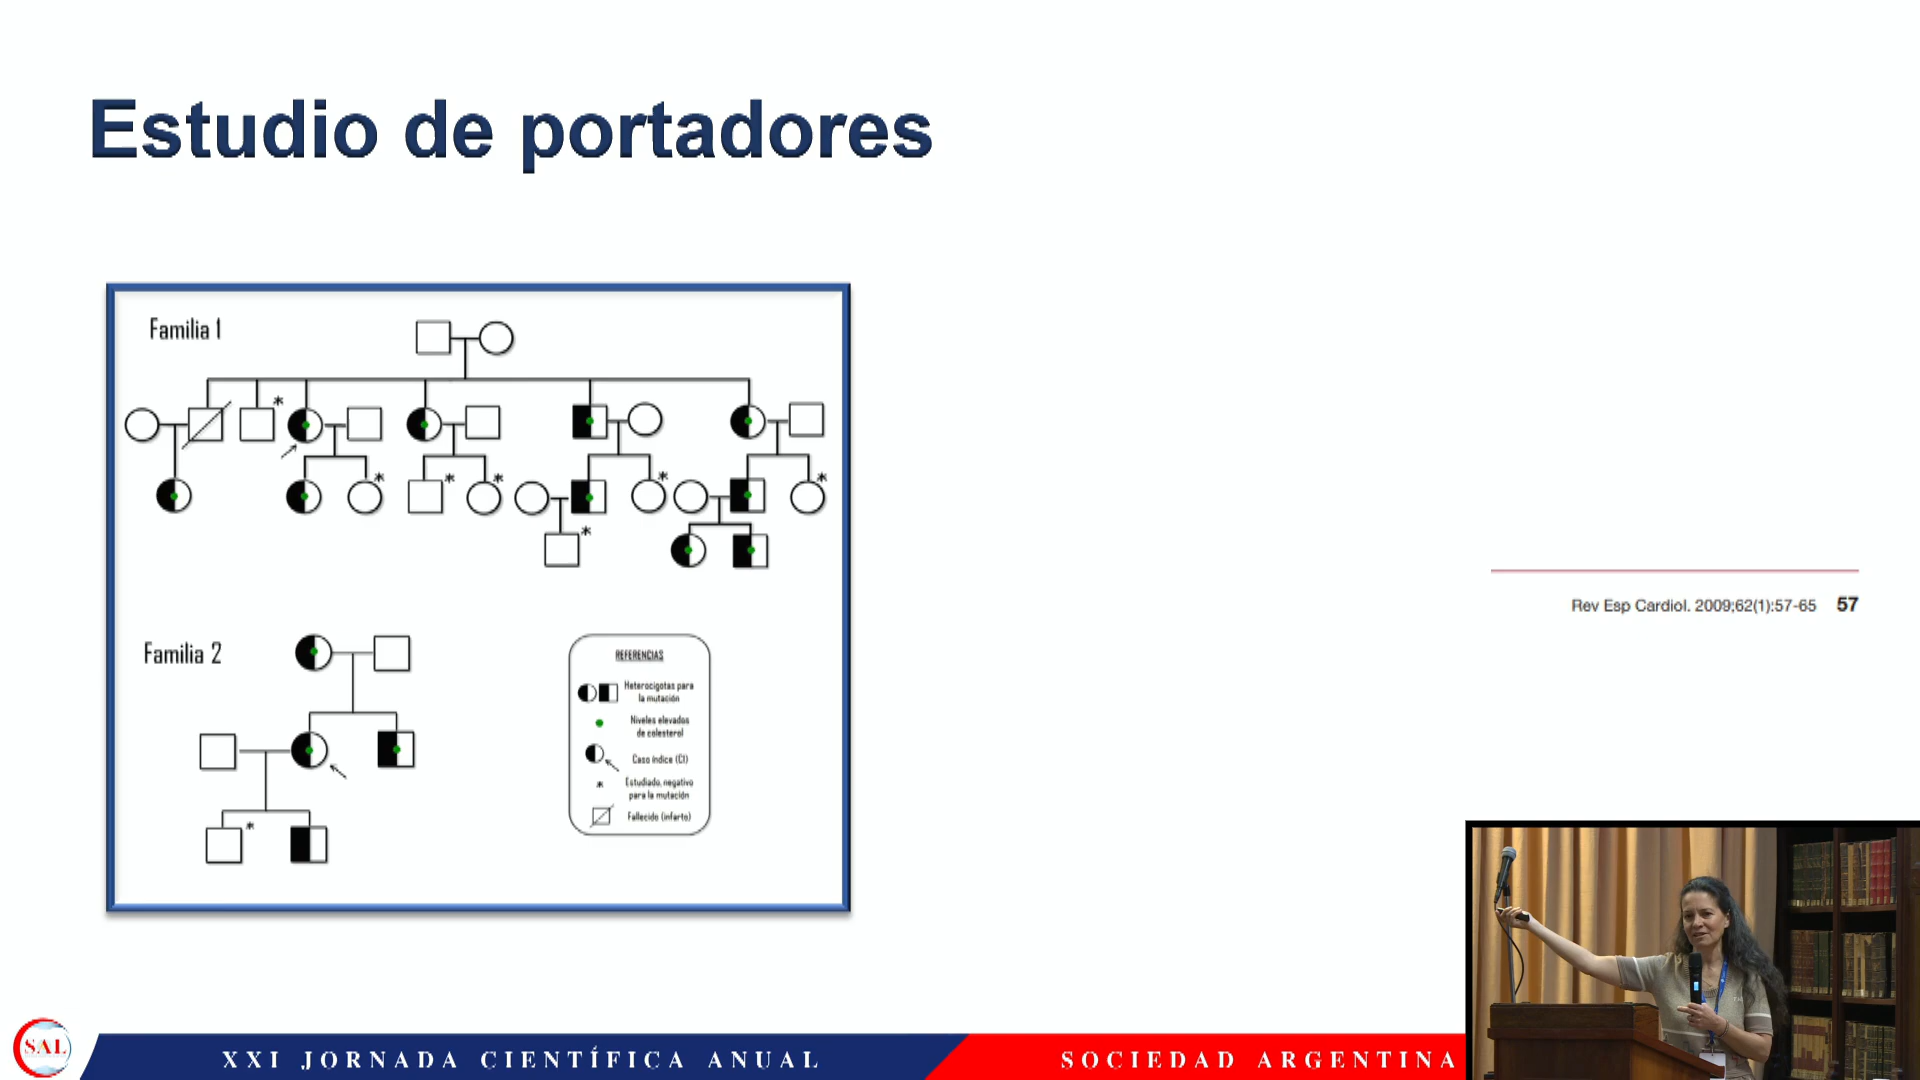 Estudio de portadores
Familia 1
*
* * * * *
*
Familia 2
*
REFERENCIAS
Heterocigotas para
la mutación
Niveles elevados
de colesterol
Caso índice (CI)
* Estudiado, negativo
para la mutación
Fallecido (infarto)
Rev Esp Cardiol. 2009;62(1):57-65 57
SAL
XXI JORNADA CIENTÍFICA ANUAL
SOCIEDAD ARGENTINA